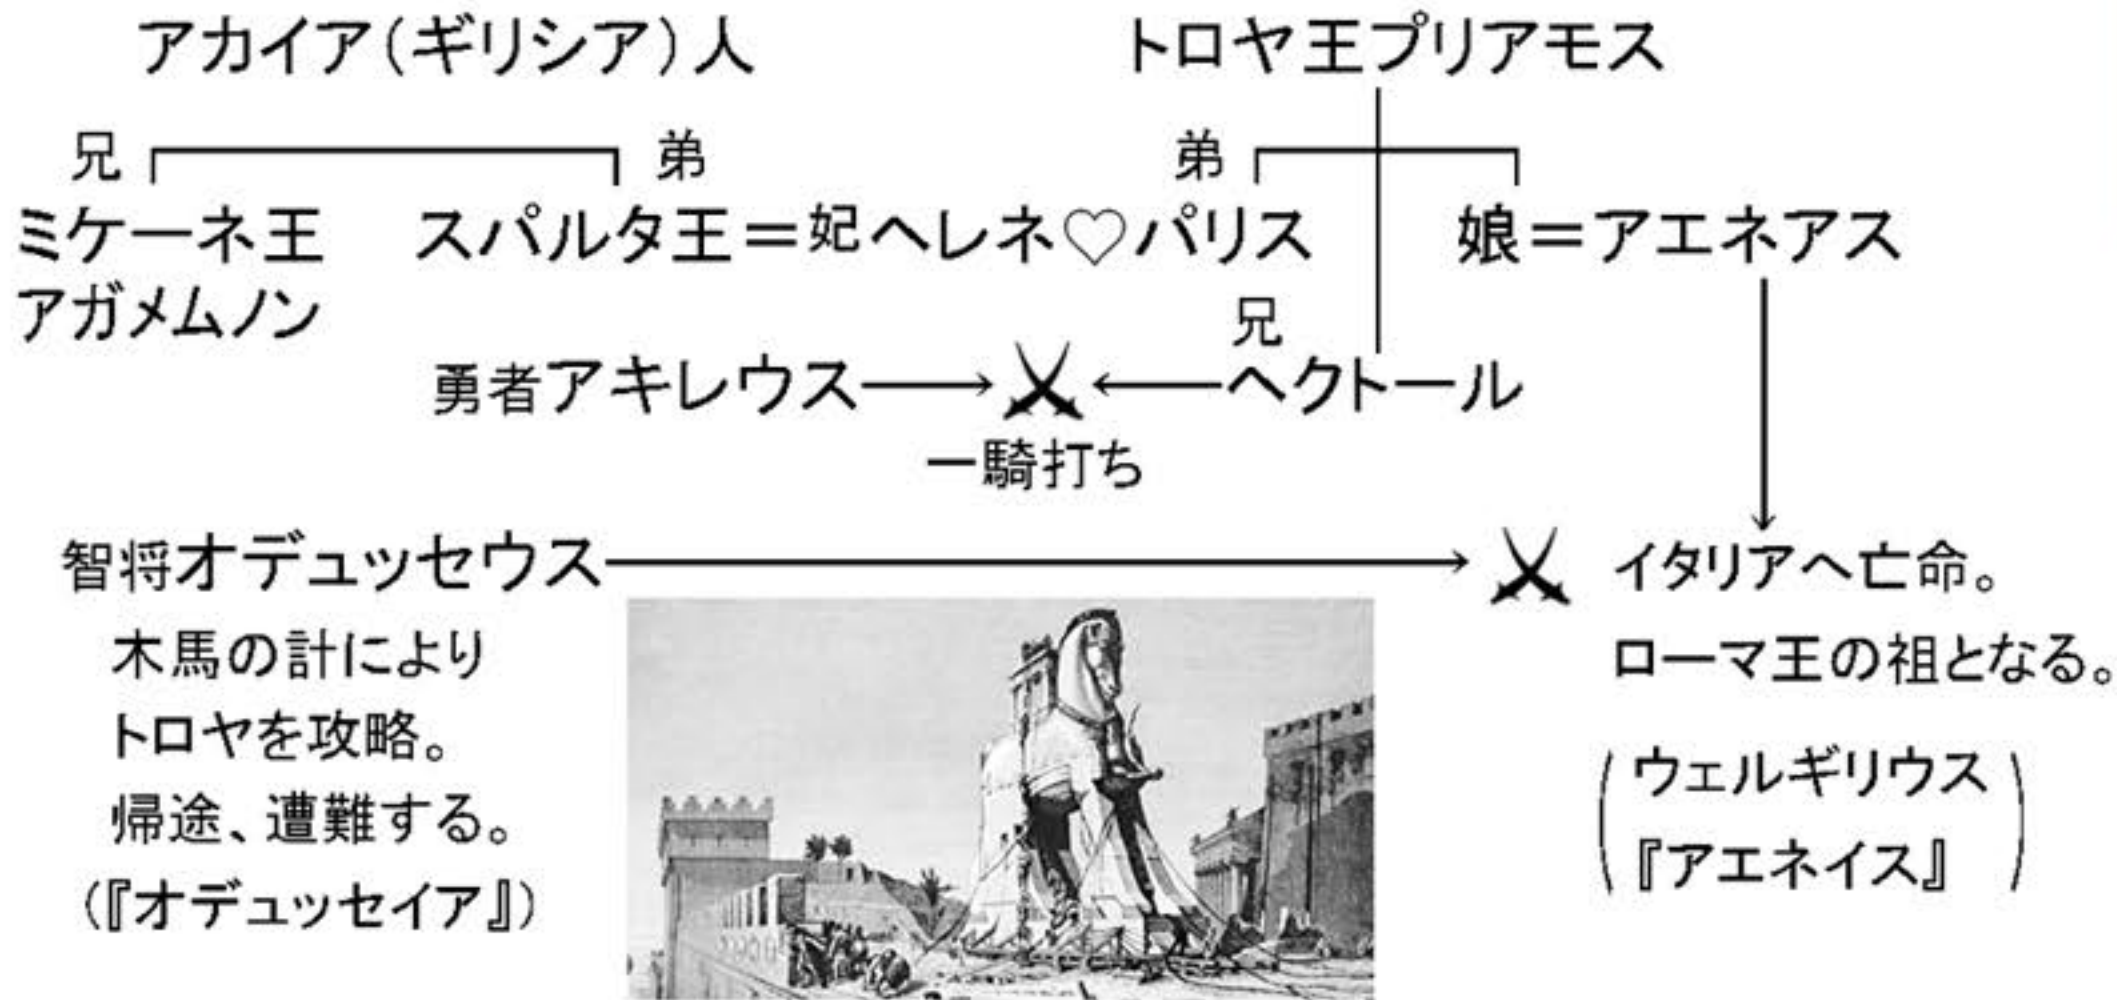 アカイア（ギリシア）人
トロヤ王プリアモス
兄
弟
弟
ミケーネ王
アガメムノン
スパルタ王＝妃ヘレネ♡パリス
娘＝アエネアス
兄
勇者アキレウス
ヘクトール
一騎打ち
智将オデュッセウス
木馬の計により
トロヤを攻略。
帰途、遭難する。
（『オデュッセイア』）
イタリアへ亡命。
ローマ王の祖となる。
（ウェルギリウス
『アエネイス』）